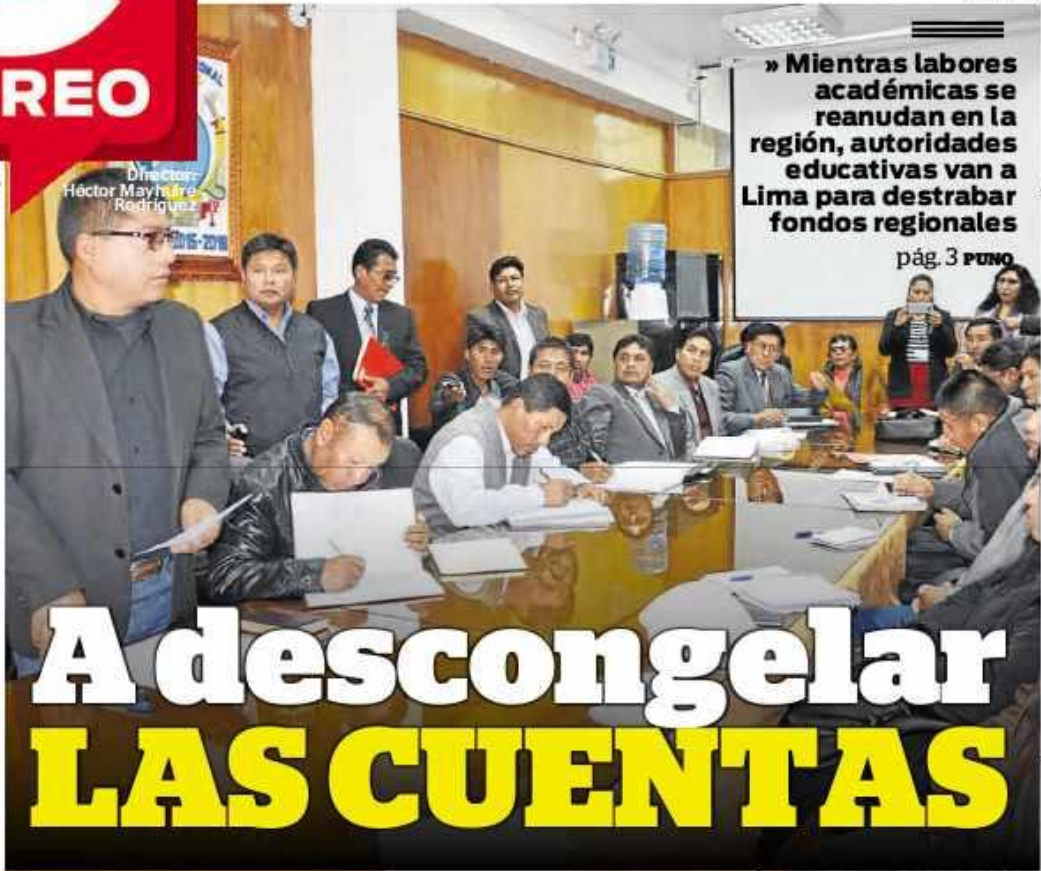 REO
Director:
Héctor Mayhuire
Rodríguez
2015-2018
» Mientras labores
académicas se
reanudan en la
región, autoridades
educativas van a
Lima para destrabar
fondos regionales
pág. 3 PUNO
A descongelar
LAS CUENTAS